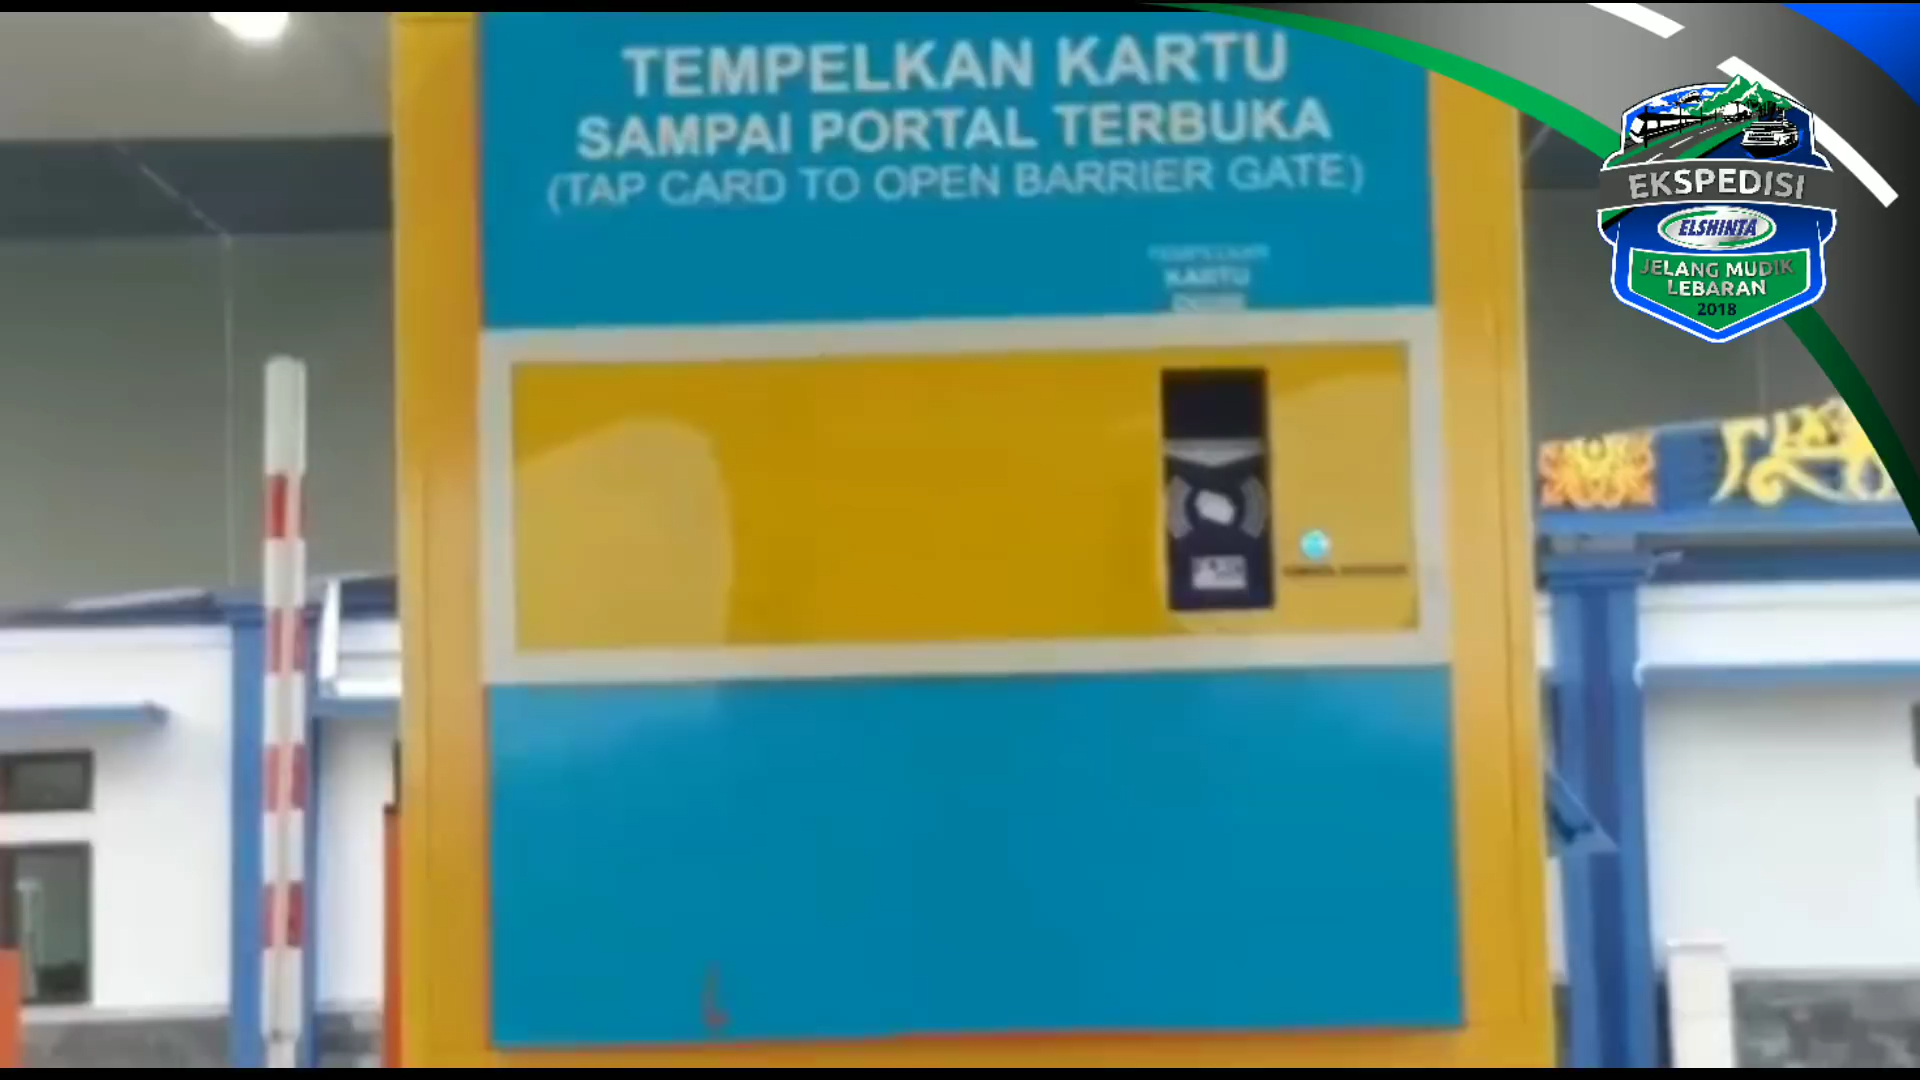 TEMPELKAN KARTU
SAMPAI PORTAL TERBUKA
(TAP CARD TO OPEN BARRIER GATE)
KARTU
EKSPEDISI
ELSHINTA
JELANG MUDIK
LEBARAN
2018